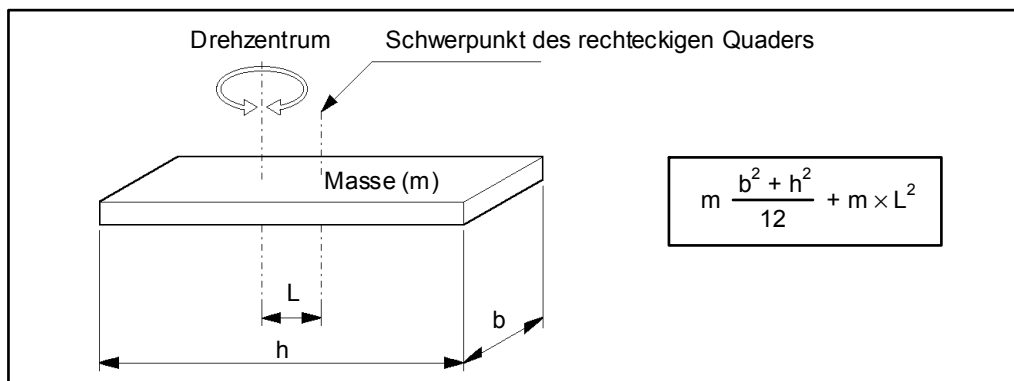 Drehzentrum
Schwerpunkt des rechteckigen Quaders
Masse (m)
m (b² + h²)/12 + m × L²
L
b
h